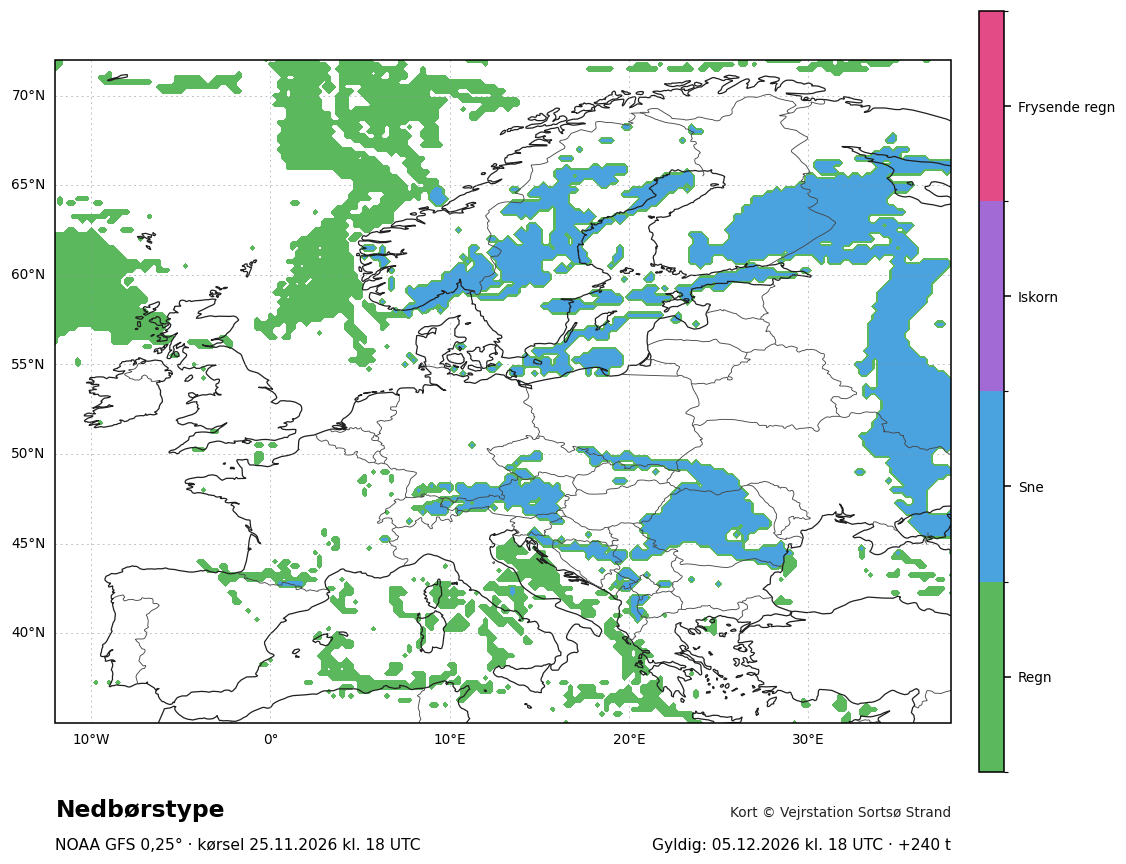 Frysende regn
70°N
65°N
Iskorn
60°N
55°N
Sne
50°N
45°N
40°N
Regn
10°W 0° 10°E 20°E 30°E
Nedbørstype
Kort © Vejrstation Sortsø Strand
NOAA GFS 0,25° · kørsel 25.11.2026 kl. 18 UTC
Gyldig: 05.12.2026 kl. 18 UTC · +240 t